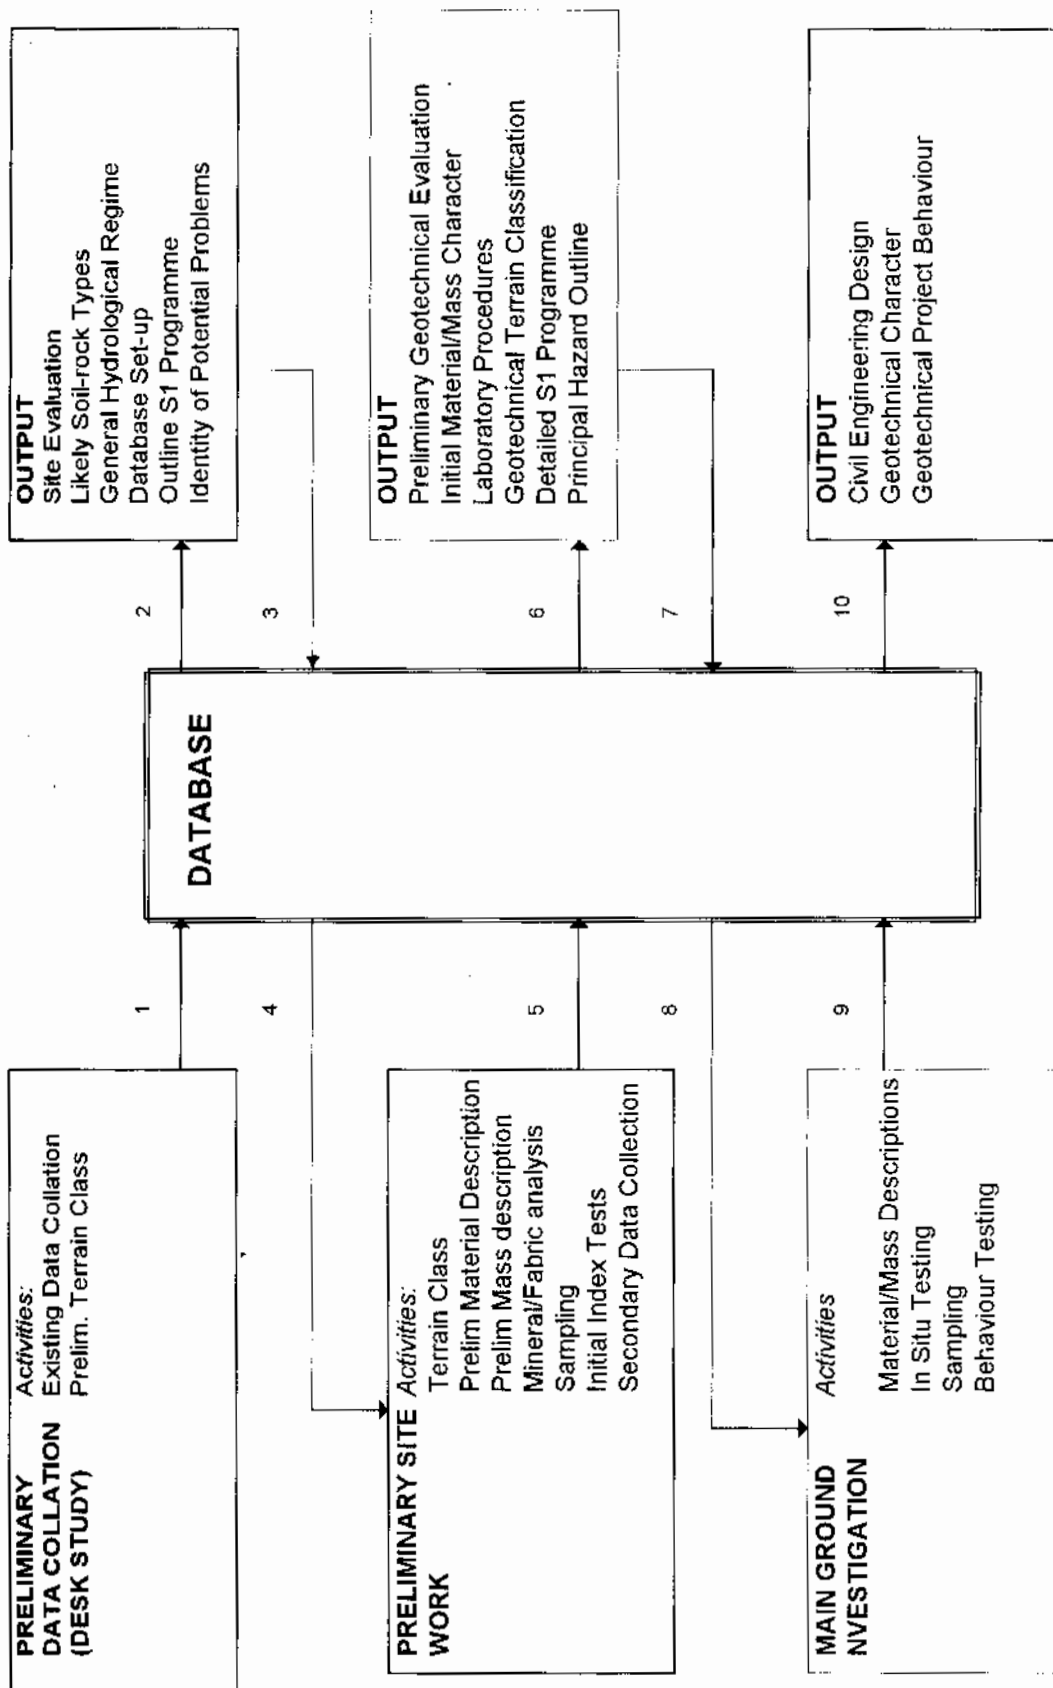 PRELIMINARY
DATA COLLATION
(DESK STUDY)
Activities:
Existing Data Collation
Prelim. Terrain Class
1
DATABASE
2
OUTPUT
Site Evaluation
Likely Soil-rock Types
General Hydrological Regime
Database Set-up
Outline S1 Programme
Identity of Potential Problems
3
4
PRELIMINARY SITE
WORK
Activities:
Terrain Class
Prelim Material Description
Prelim Mass description
Mineral/Fabric analysis
Sampling
Initial Index Tests
Secondary Data Collection
5
6
OUTPUT
Preliminary Geotechnical Evaluation
Initial Material/Mass Character
Laboratory Procedures
Geotechnical Terrain Classification
Detailed S1 Programme
Principal Hazard Outline
7
8
MAIN GROUND
NVESTIGATION
Activities
Material/Mass Descriptions
In Situ Testing
Sampling
Behaviour Testing
9
10
OUTPUT
Civil Engineering Design
Geotechnical Character
Geotechnical Project Behaviour